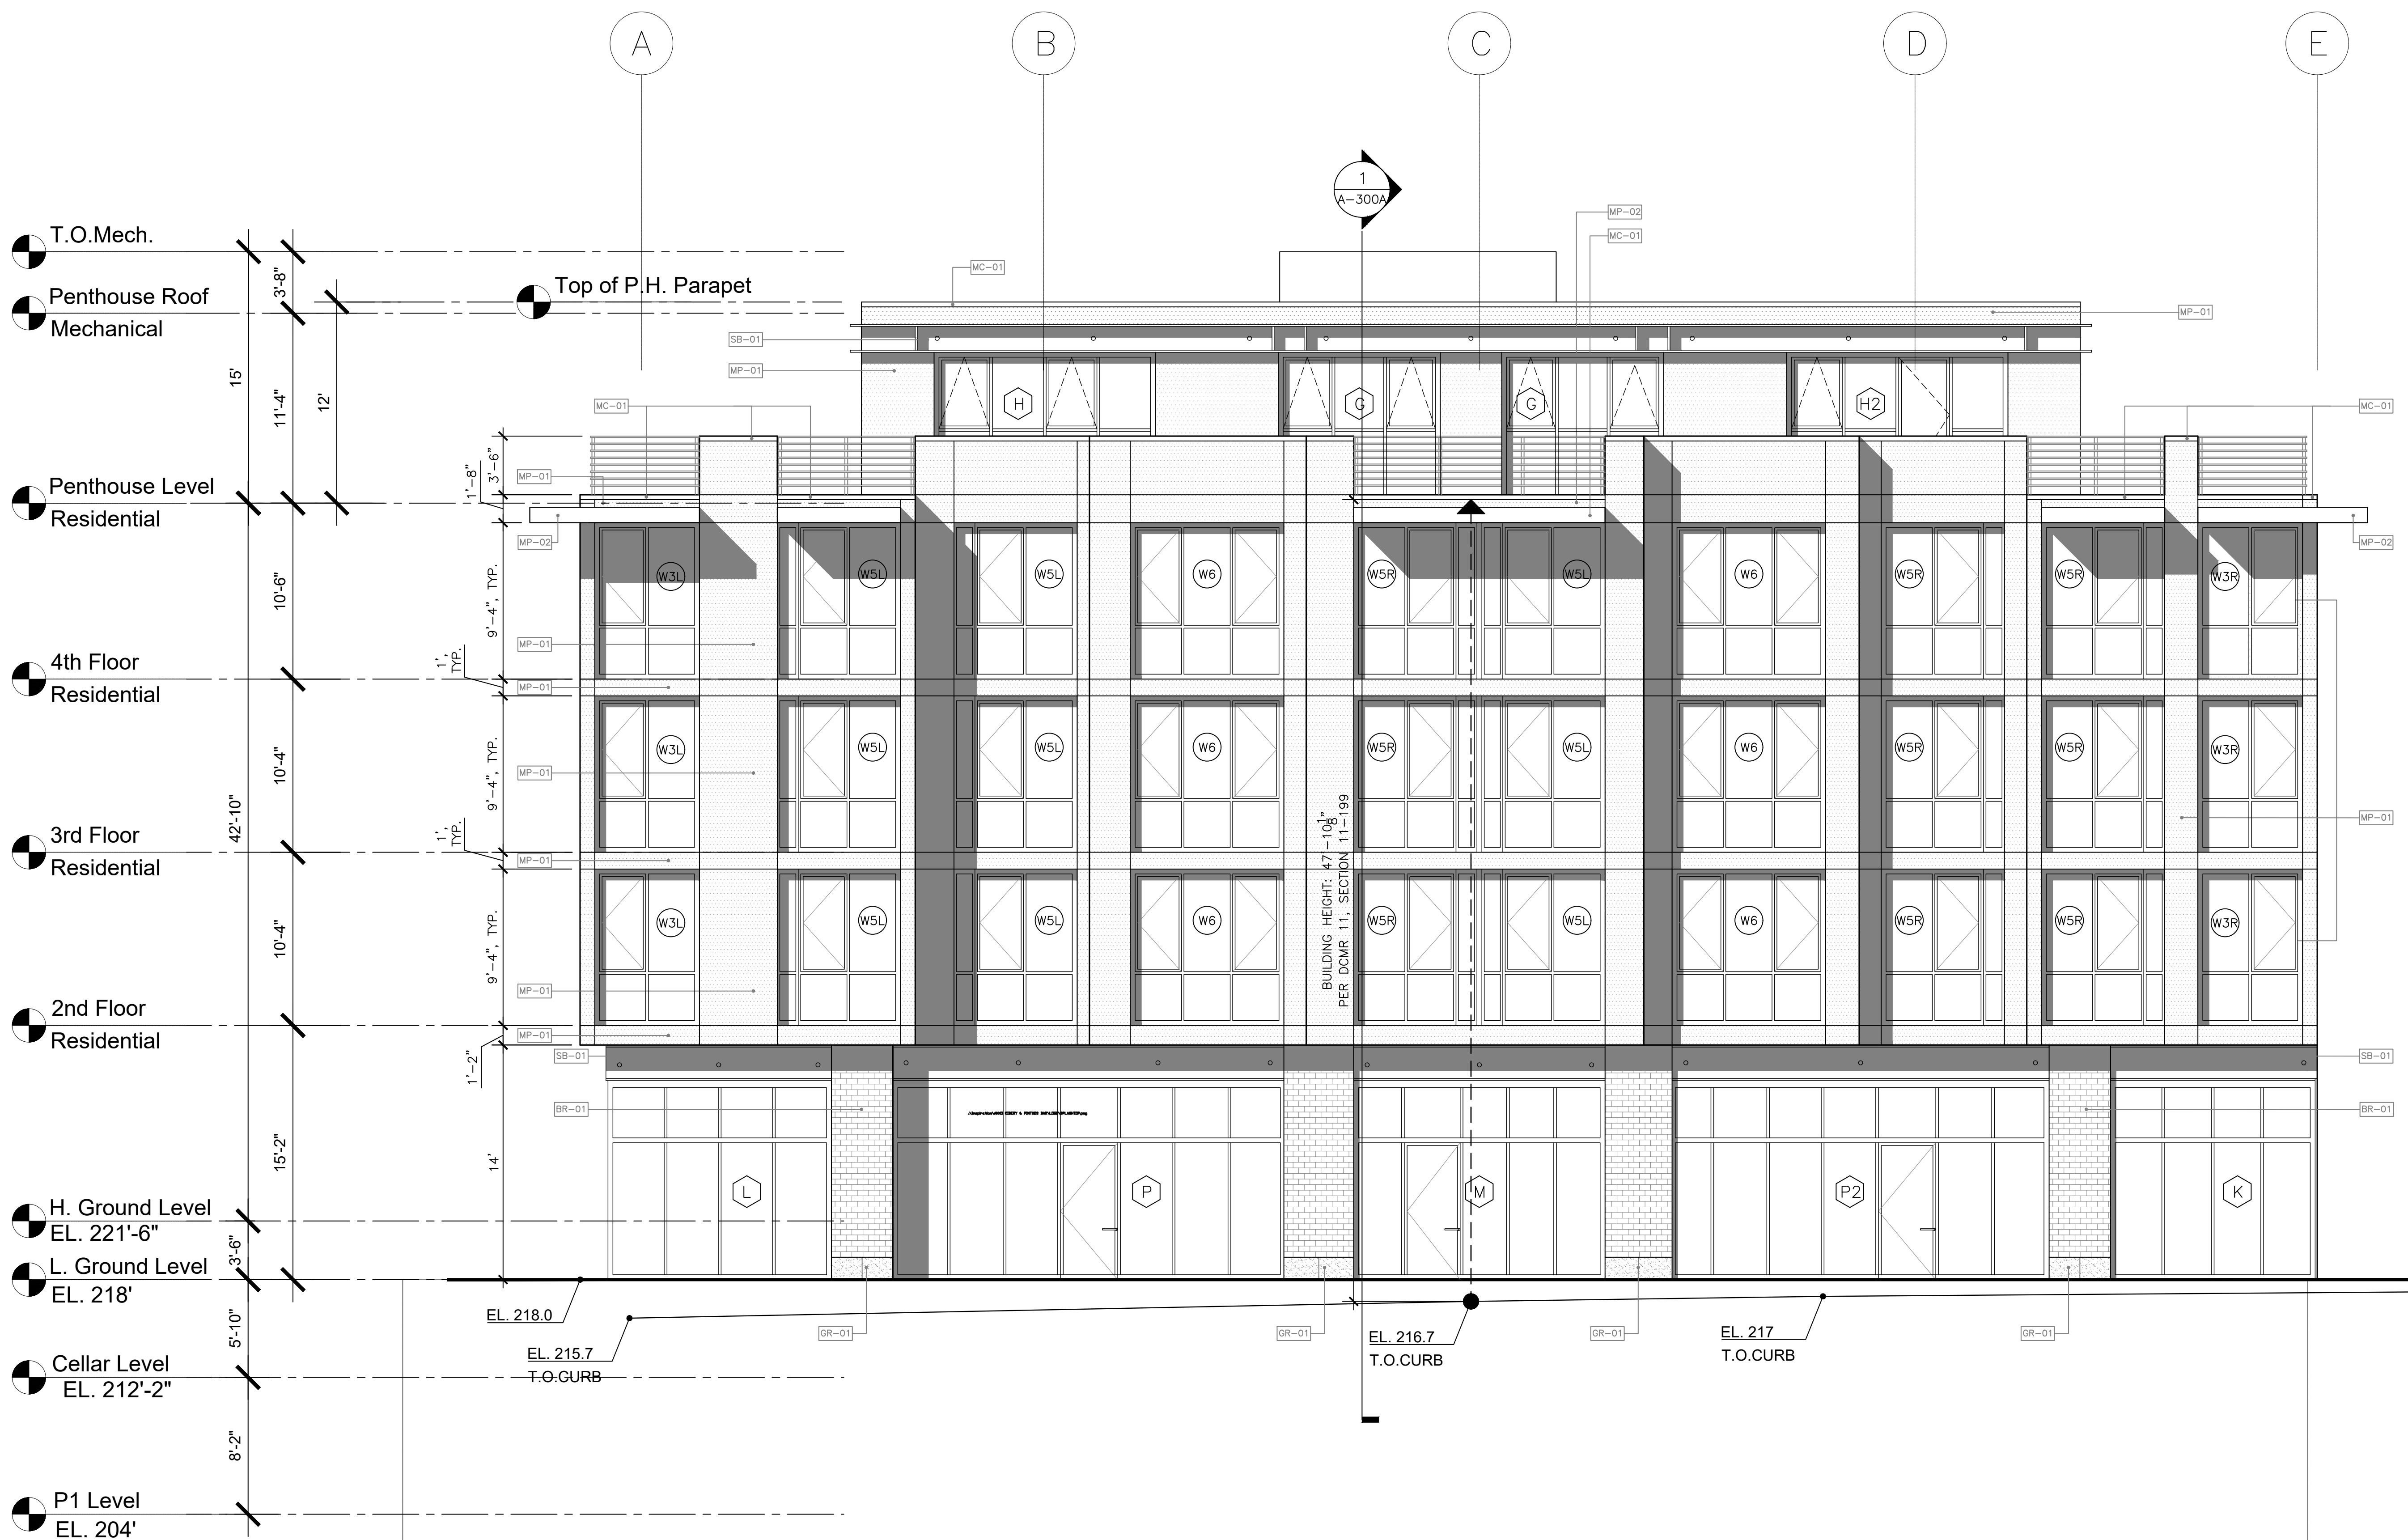 A
B
C
D
E
1
A-300A
MP-02
MC-01
T.O.Mech.
3'-8"
Penthouse Roof
Mechanical
Top of P.H. Parapet
MC-01
MP-01
SB-01
MP-01
15'
11'-4"
12'
H
G
G
H2
MC-01
MC-01
3'-6"
1'-8"
MP-01
Penthouse Level
Residential
MP-02
MP-02
W3L
W5L
W5L
W6
W5R
W5L
W6
W5R
W5R
W3R
10'-6"
9'-4", TYP.
MP-01
4th Floor
Residential
1',
TYP.
MP-01
W3L
W5L
W5L
W6
W5R
W5L
W6
W5R
W5R
W3R
10'-4"
9'-4", TYP.
MP-01
MP-01
42'-10"
3rd Floor
Residential
1',
TYP.
MP-01
BUILDING HEIGHT: 47'-10 1"
8
PER DCMR 11, SECTION 11-199
W3L
W5L
W5L
W6
W5R
W5L
W6
W5R
W5R
W3R
10'-4"
9'-4", TYP.
MP-01
2nd Floor
Residential
MP-01
1'-2"
SB-01
SB-01
BR-01
BR-01
15'-2"
14'
L
P
M
P2
K
H. Ground Level
EL. 221'-6"
3'-6"
L. Ground Level
EL. 218'
EL. 218.0
5'-10"
GR-01
GR-01
GR-01
GR-01
EL. 215.7
T.O.CURB
EL. 216.7
T.O.CURB
EL. 217
T.O.CURB
Cellar Level
EL. 212'-2"
8'-2"
P1 Level
EL. 204'